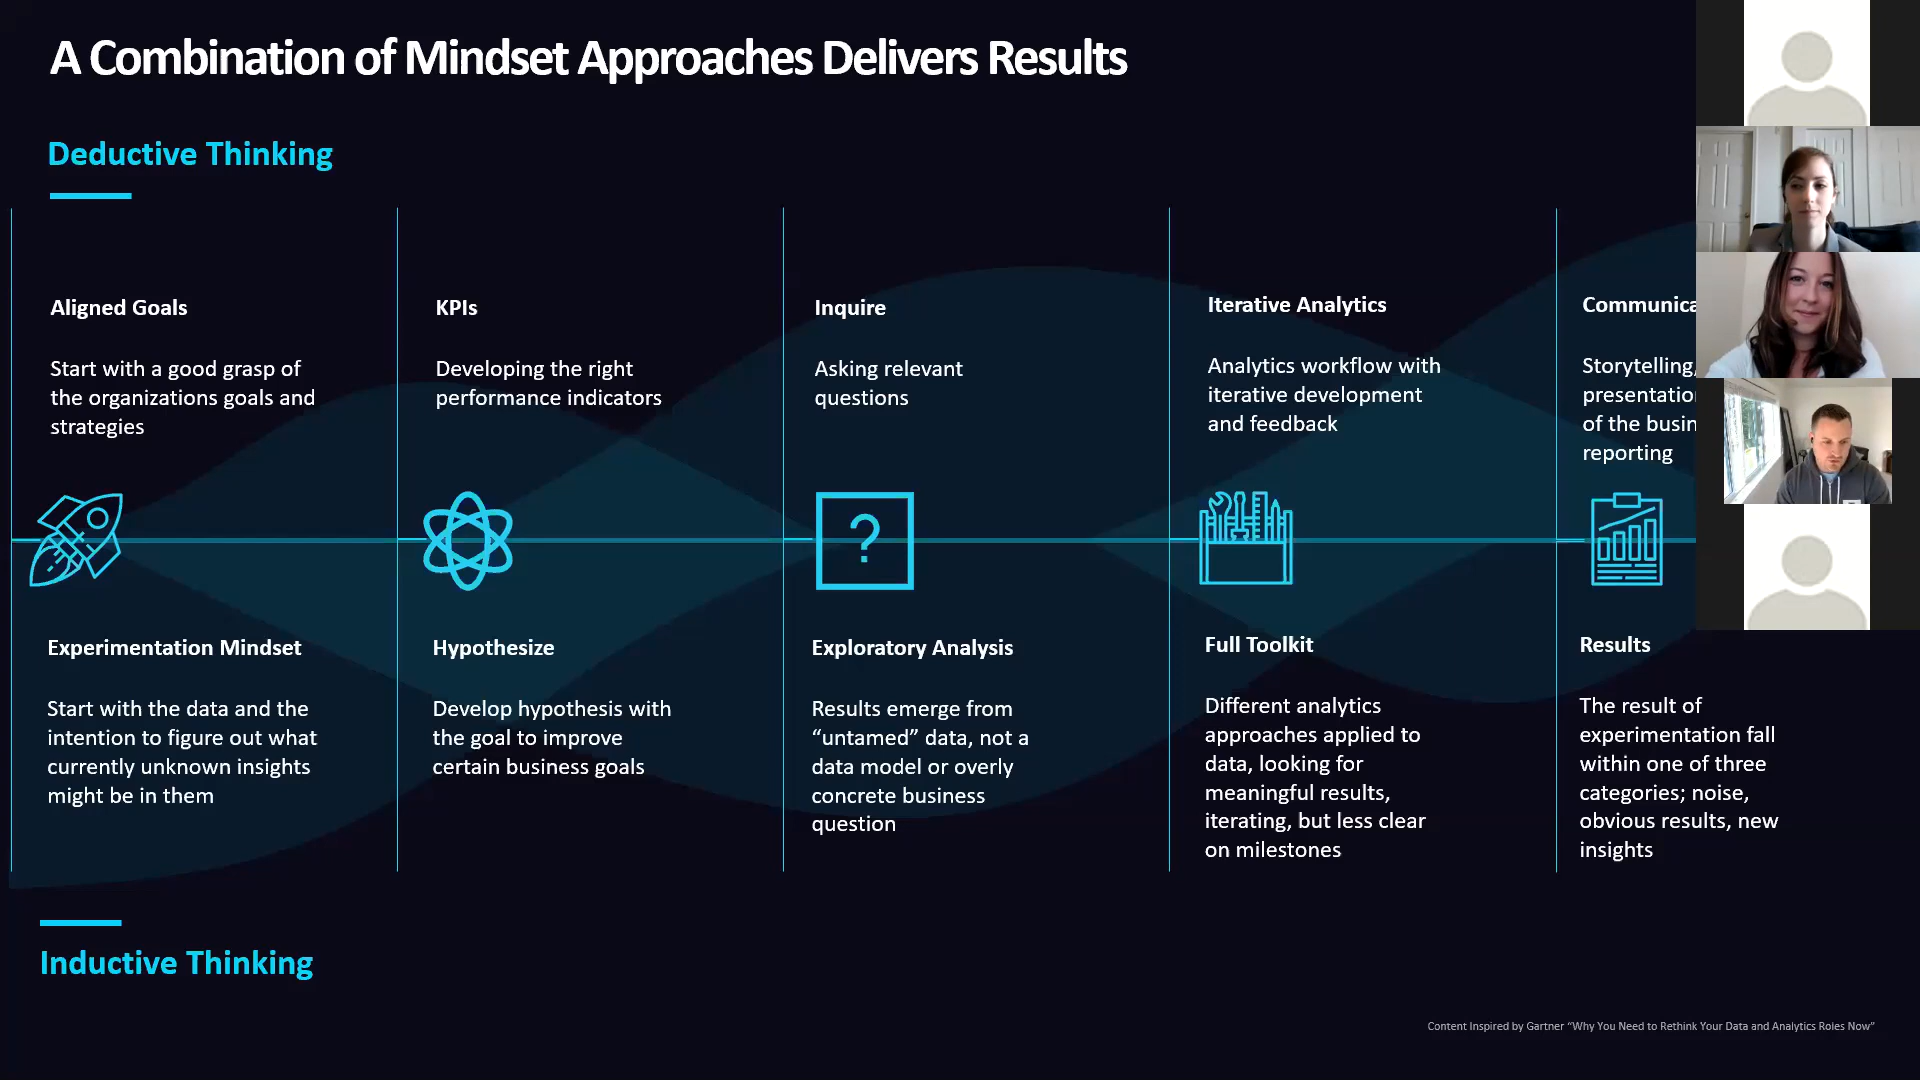 A Combination of Mindset Approaches Delivers Results
Deductive Thinking
Aligned Goals
Start with a good grasp of
the organizations goals and
strategies
KPIs
Developing the right
performance indicators
Inquire
Asking relevant
questions
Iterative Analytics
Analytics workflow with
iterative development
and feedback
Storytelling,
of the
reporting
?
Experimentation Mindset
Start with the data and the
intention to figure out what
currently unknown insights
might be in them
Hypothesize
Develop hypothesis with
the goal to improve
certain business goals
Exploratory Analysis
Results emerge from
“untamed” data, not a
data model or overly
concrete business
question
Full Toolkit
Different analytics
approaches applied to
data, looking for
meaningful results,
iterating, but less clear
on milestones
Results
The result of
experimentation fall
within one of three
categories; noise,
obvious results, new
insights
Inductive Thinking
Content Inspired by Gartner “Why You Need to Rethink Your Data and Analytics Roles Now”